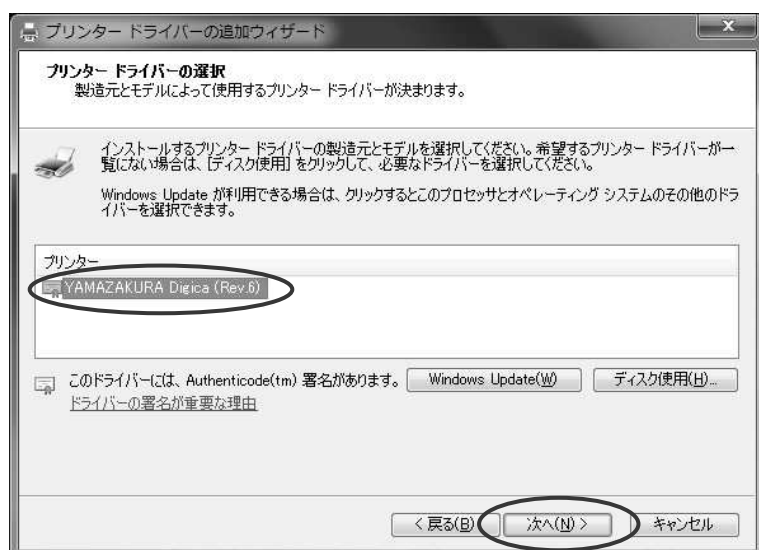 プリンター ドライバーの追加ウィザード
プリンター ドライバーの選択
製造元とモデルによって使用するプリンター ドライバーが決まります。
インストールするプリンター ドライバーの製造元とモデルを選択してください。希望するプリンター ドライバーが一
覧にない場合は、[ディスク使用] をクリックして、必要なドライバーを選択してください。
Windows Update が利用できる場合は、クリックするとこのプロセッサとオペレーティング システムのその他のドラ
イバーを選択できます。
プリンター
YAMAZAKURA Digica (Rev.6)
このドライバーには、Authenticode(tm) 署名があります。 Windows Update(W) ディスク使用(H)...
ドライバーの署名が重要な理由
< 戻る(B) 次へ(N) > キャンセル